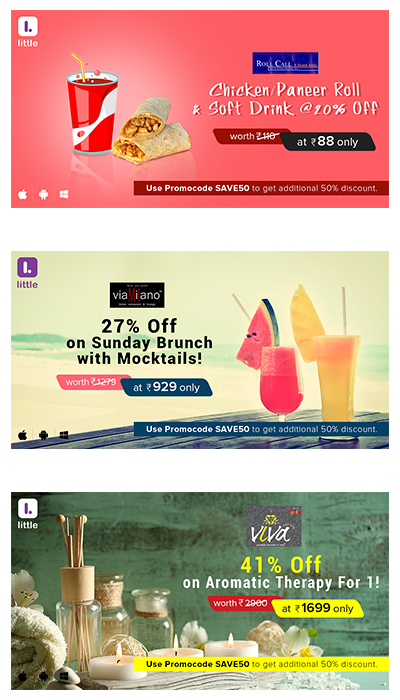 little
ROLL CALL
Chicken/Paneer Roll
& Soft Drink @20% Off
worth ₹110
at ₹88 only
Use Promocode SAVE50 to get additional 50% discount.
little
viaMilano
27% Off
on Sunday Brunch
with Mocktails!
worth ₹1279
at ₹929 only
Use Promocode SAVE50 to get additional 50% discount.
little
VIVA
41% Off
on Aromatic Therapy For 1!
worth ₹2900
at ₹1699 only
Use Promocode SAVE50 to get additional 50% discount.